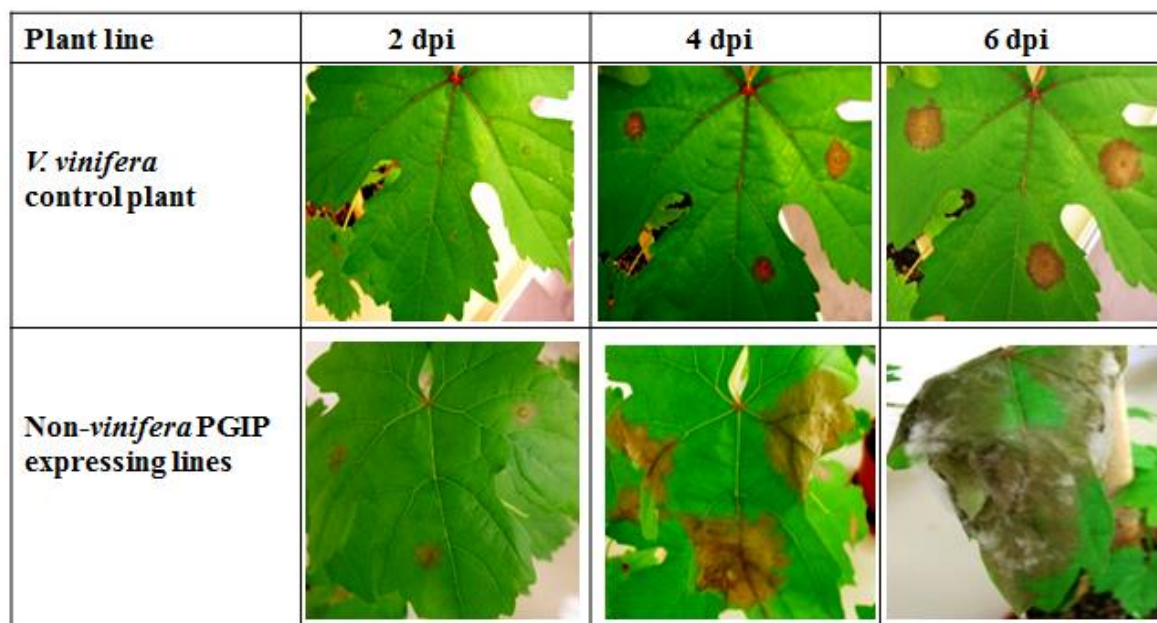 Plant line 2 dpi 4 dpi 6 dpi
V. vinifera
control plant
Non-vinifera PGIP
expressing lines